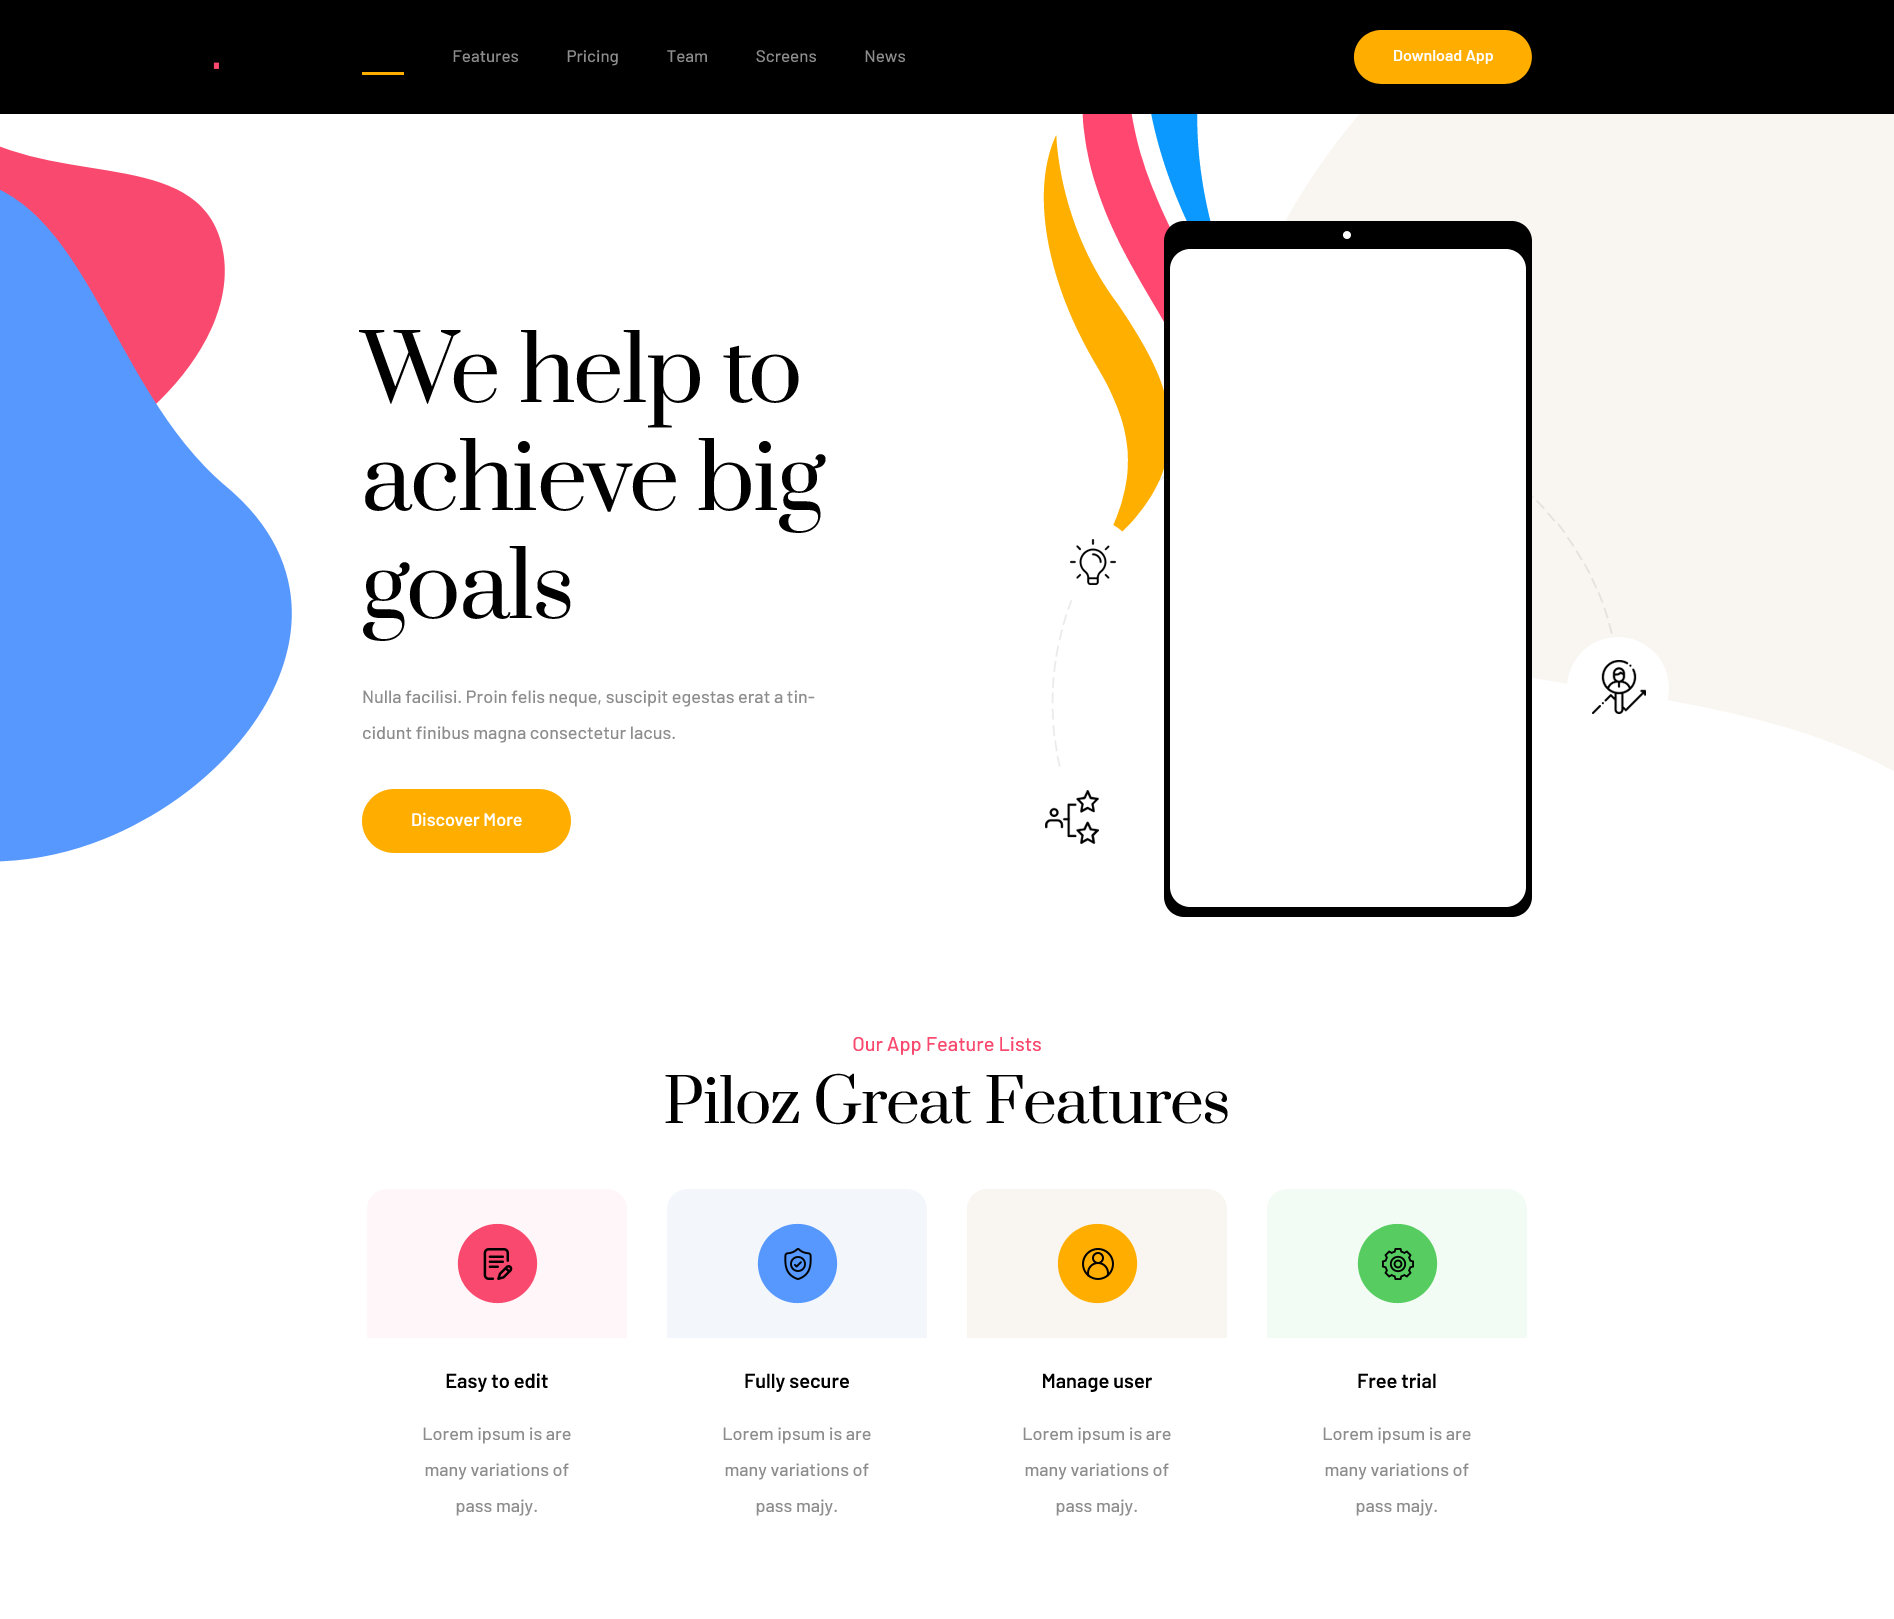 Features Pricing Team Screens News Download App
We help to
achieve big
goals
Nulla facilisi. Proin felis neque, suscipit egestas erat a tin-
cidunt finibus magna consectetur lacus.
Discover More
Our App Feature Lists
Piloz Great Features
Easy to edit
Lorem ipsum is are
many variations of
pass majy.
Fully secure
Lorem ipsum is are
many variations of
pass majy.
Manage user
Lorem ipsum is are
many variations of
pass majy.
Free trial
Lorem ipsum is are
many variations of
pass majy.